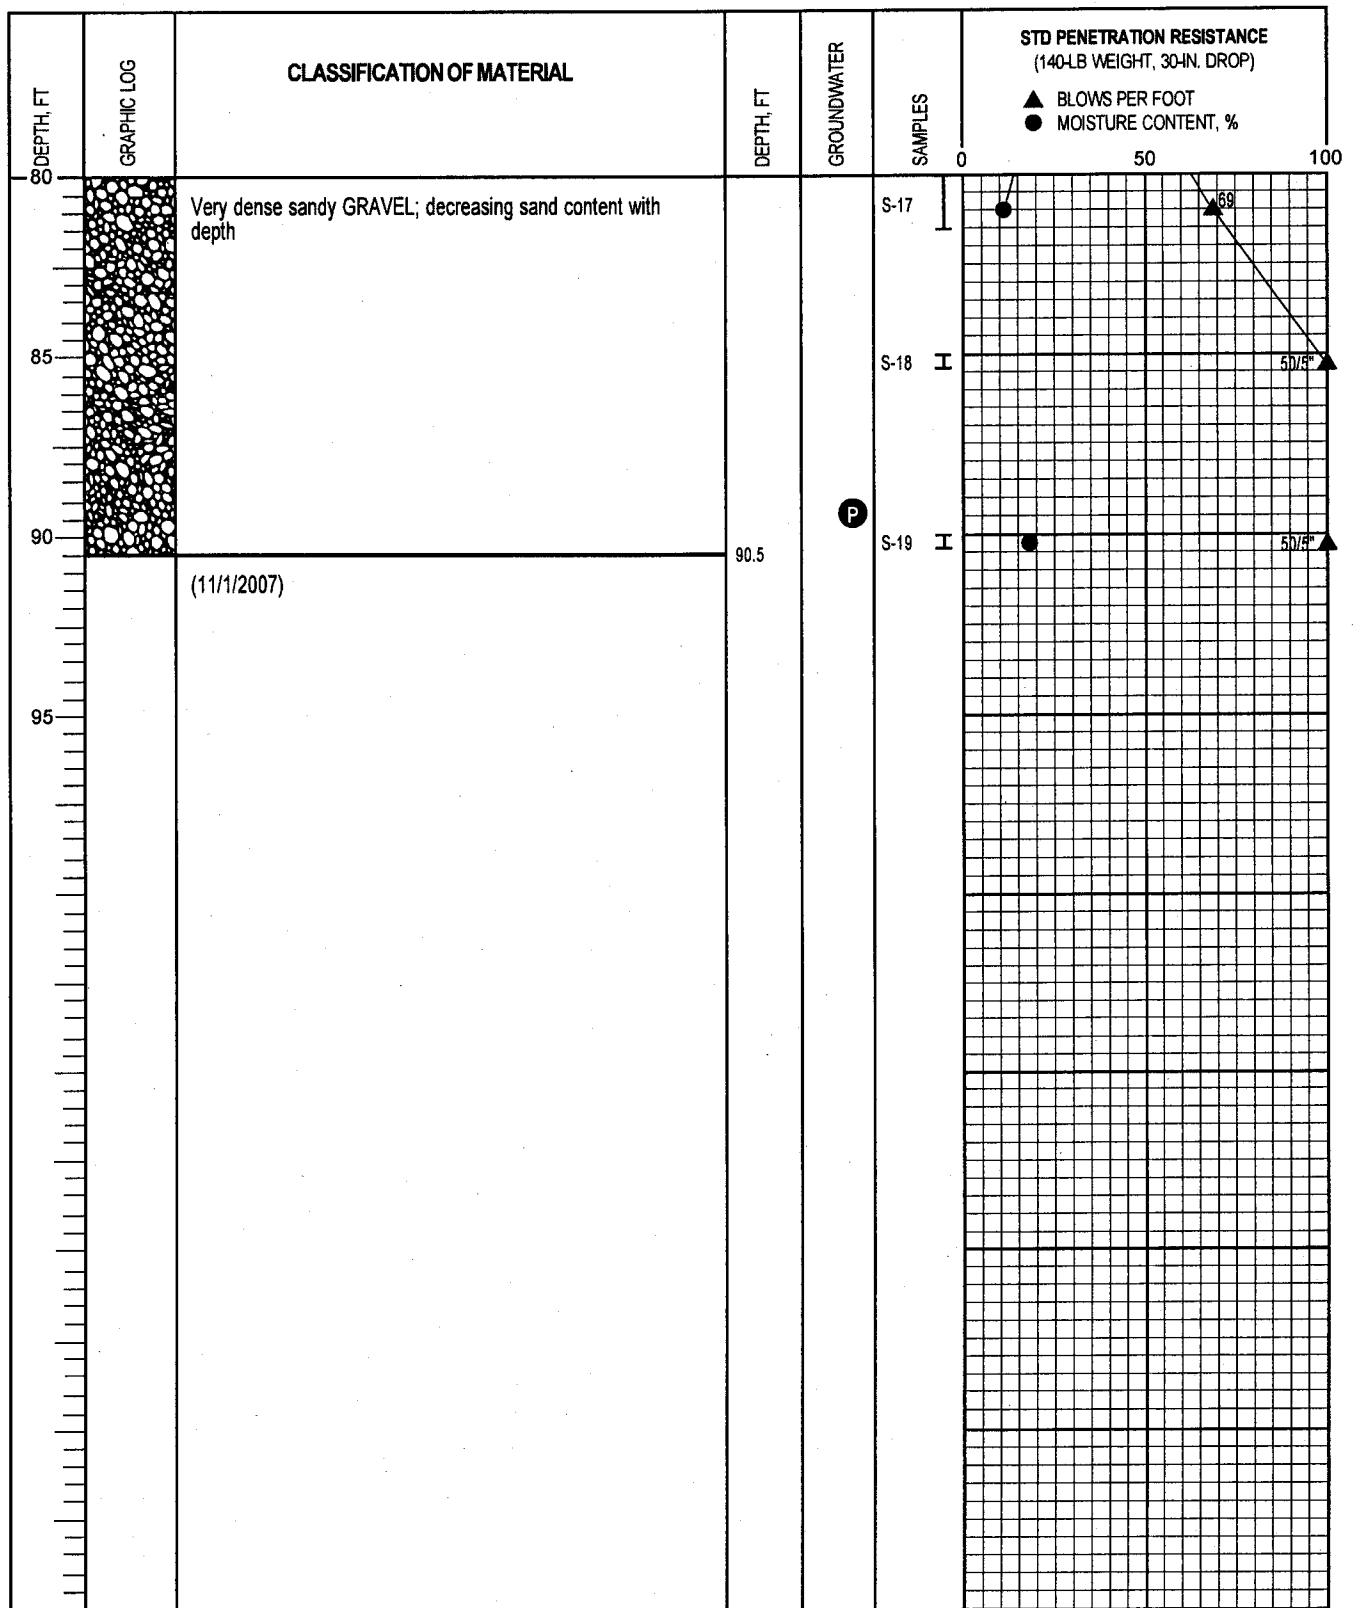 DEPTH, FT
GRAPHIC LOG
CLASSIFICATION OF MATERIAL
DEPTH, FT
GROUNDWATER
SAMPLES
STD PENETRATION RESISTANCE
(140-LB WEIGHT, 30-IN. DROP)
▲ BLOWS PER FOOT
● MOISTURE CONTENT, %
0 50 100
80
Very dense sandy GRAVEL; decreasing sand content with
depth
S-17
69
85
S-18
50/5"
P
90
90.5
S-19
50/5"
(11/1/2007)
95